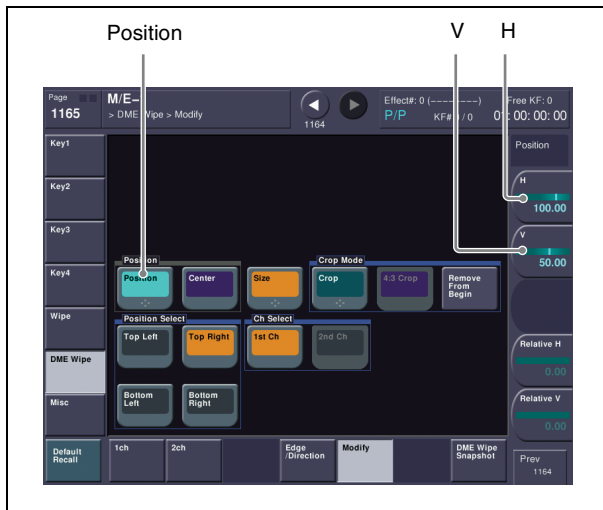 Position
V
H
Page
1165
M/E–
> DME Wipe > Modify
1164
Effect#: 0 (––––––––)
Free KF: 0
P/P
KF# 0 / 0
01: 00: 00: 00
Key1
Key2
Key3
Key4
Wipe
DME Wipe
Misc
Position
Position
Center
Size
Crop Mode
Crop
4:3 Crop
Remove
From
Begin
Position Select
Top Left
Top Right
Bottom
Left
Bottom
Right
Ch Select
1st Ch
2nd Ch
Position
H
100.00
V
50.00
Relative H
0.00
Relative V
0.00
Default
Recall
1ch
2ch
Edge
/Direction
Modify
DME Wipe
Snapshot
Prev
1164